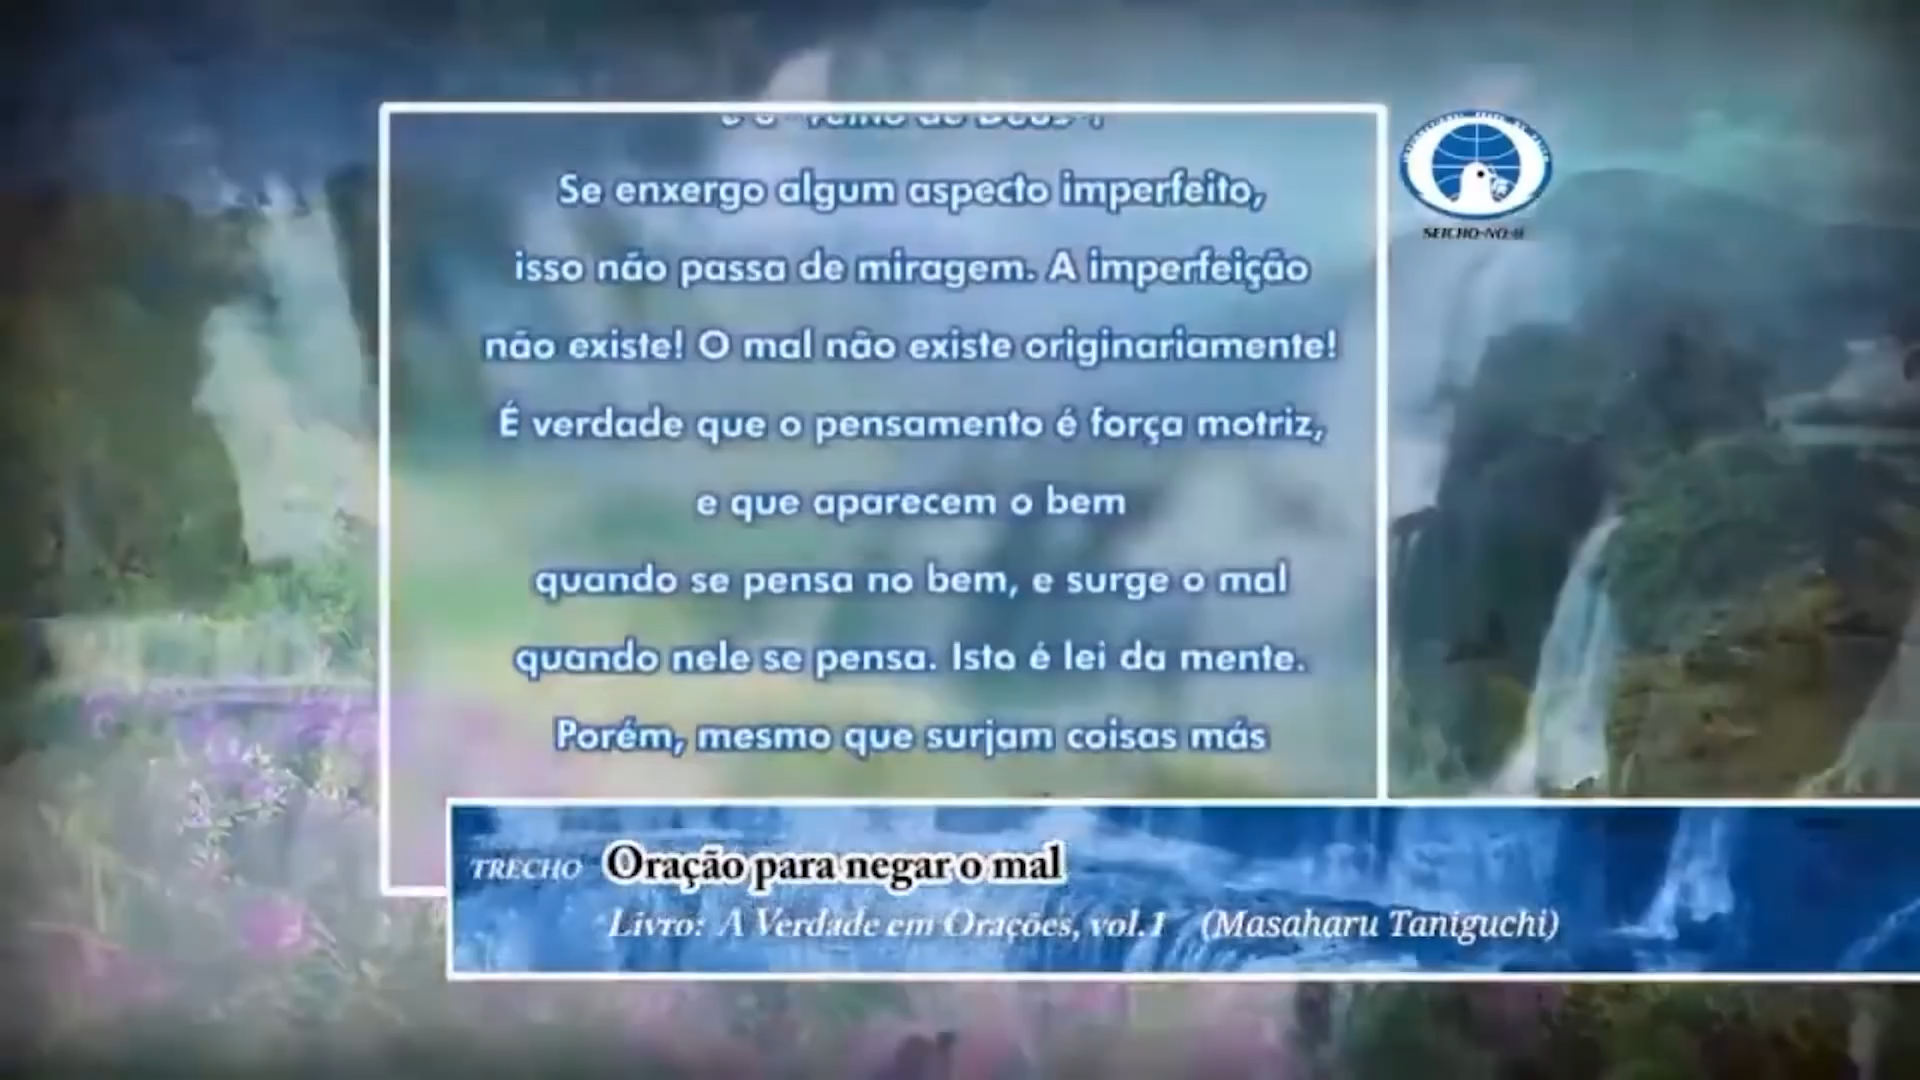 e o "reino de Deus"!
Se enxergo algum aspecto imperfeito,
isso não passa de miragem. A imperfeição
não existe! O mal não existe originariamente!
É verdade que o pensamento é força motriz,
e que aparecem o bem
quando se pensa no bem, e surge o mal
quando nele se pensa. Isto é lei da mente.
Porém, mesmo que surjam coisas más
SEICHO-NO-IE
TRECHO Oração para negar o mal
Livro: A Verdade em Orações, vol.1 (Masaharu Taniguchi)